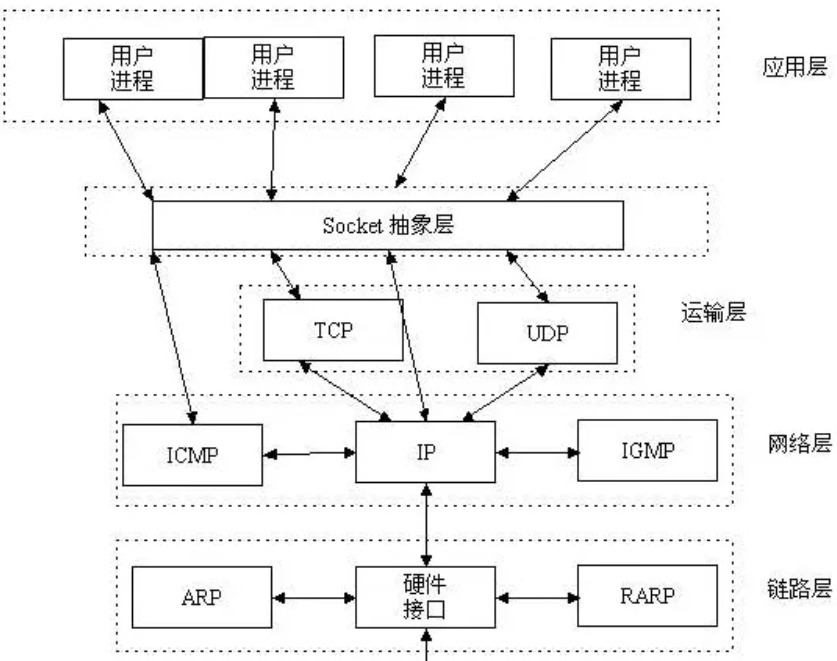 用户
进程
用户
进程
用户
进程
用户
进程
应用层
Socket 抽象层
TCP
UDP
运输层
ICMP
IP
IGMP
网络层
ARP
硬件
接口
RARP
链路层